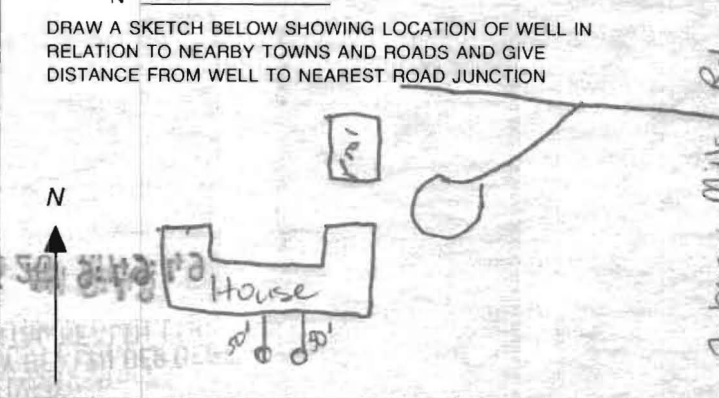 N
DRAW A SKETCH BELOW SHOWING LOCATION OF WELL IN
RELATION TO NEARBY TOWNS AND ROADS AND GIVE
DISTANCE FROM WELL TO NEAREST ROAD JUNCTION
N
House
50'
50'
Rd